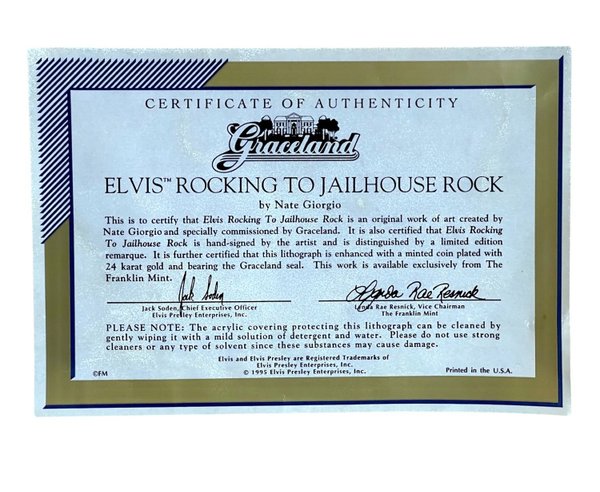 CERTIFICATE OF AUTHENTICITY
Graceland
ELVIS™ ROCKING TO JAILHOUSE ROCK
by Nate Giorgio
This is to certify that Elvis Rocking To Jailhouse Rock is an original work of art created by
Nate Giorgio and specially commissioned by Graceland. It is also certified that Elvis Rocking
To Jailhouse Rock is hand-signed by the artist and is distinguished by a limited edition
remarque. It is further certified that this lithograph is enhanced with a minted coin plated with
24 karat gold and bearing the Graceland seal. This work is available exclusively from The
Franklin Mint.
Jack Soden Lynda Rae Resnick
Jack Soden, Chief Executive Officer Lynda Rae Resnick, Vice Chairman
Elvis Presley Enterprises, Inc. The Franklin Mint
PLEASE NOTE: The acrylic covering protecting this lithograph can be cleaned by
gently wiping it with a mild solution of detergent and water. Please do not use strong
cleaners or any type of solvent since these substances may cause damage.
Elvis and Elvis Presley are Registered Trademarks of
Elvis Presley Enterprises, Inc.
©FM © 1995 Elvis Presley Enterprises, Inc. Printed in the U.S.A.